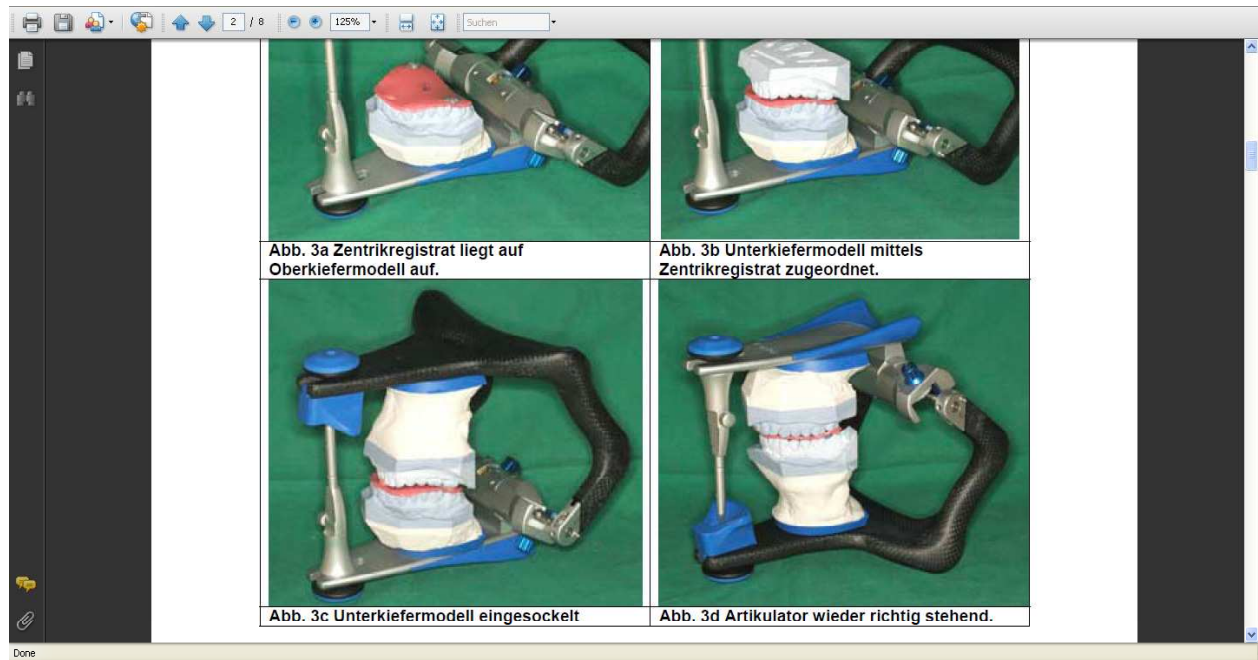 2 / 8
125%
Suchen
Abb. 3a Zentrikregistrat liegt auf
Oberkiefermodell auf.
Abb. 3b Unterkiefermodell mittels
Zentrikregistrat zugeordnet.
Abb. 3c Unterkiefermodell eingesockelt
Abb. 3d Artikulator wieder richtig stehend.
Done